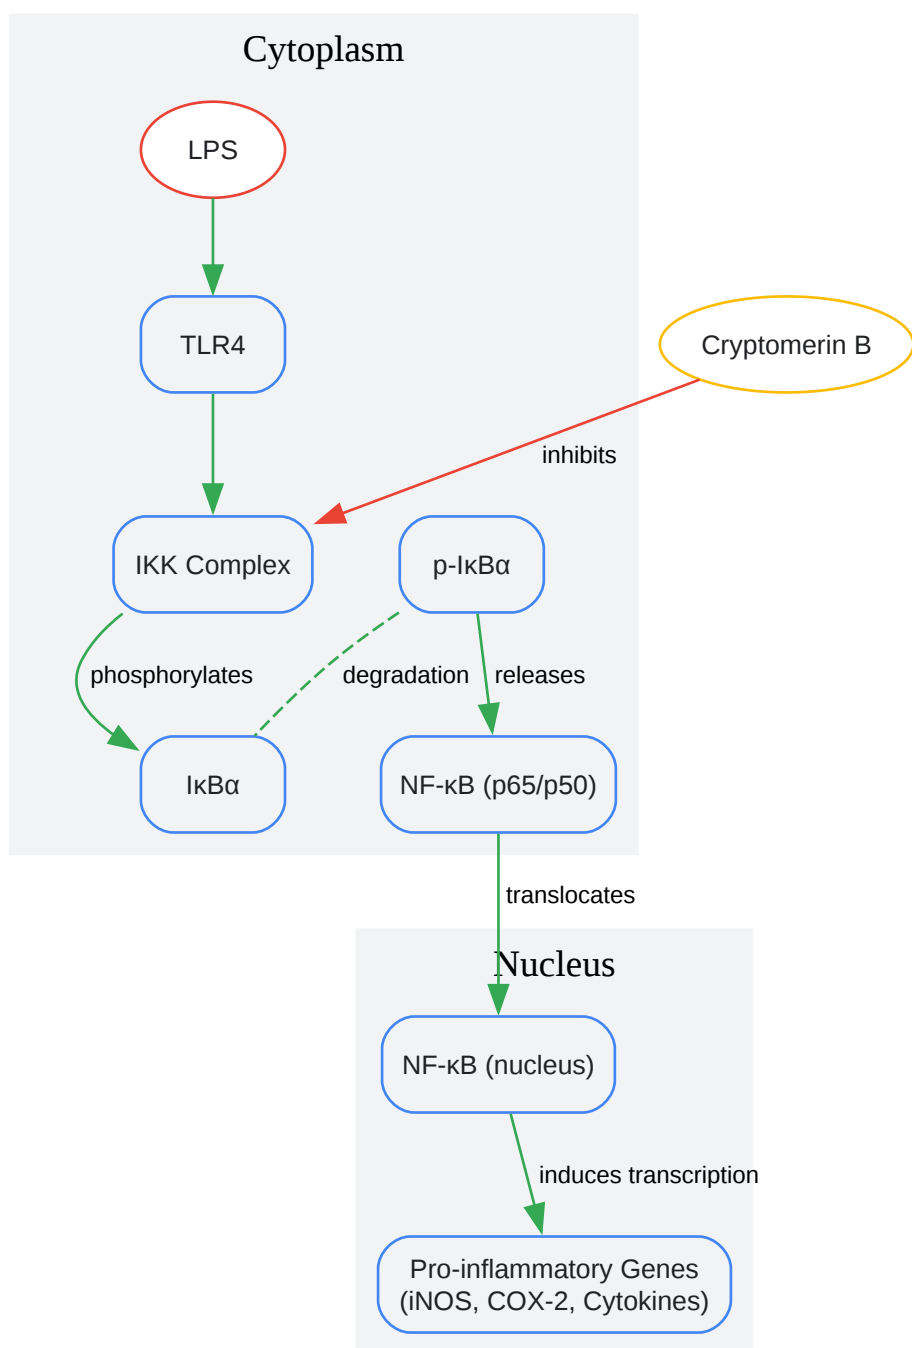 Cytoplasm
LPS
TLR4
Cryptomerin B
inhibits
IKK Complex
p-IκBα
phosphorylates
degradation
releases
IκBα
NF-κB (p65/p50)
translocates
Nucleus
NF-κB (nucleus)
induces transcription
Pro-inflammatory Genes
(iNOS, COX-2, Cytokines)